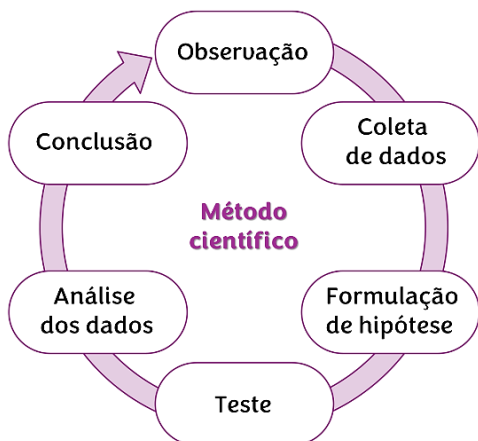 Observação
Coleta
de dados
Formulação
de hipótese
Teste
Análise
dos dados
Conclusão
Método
científico